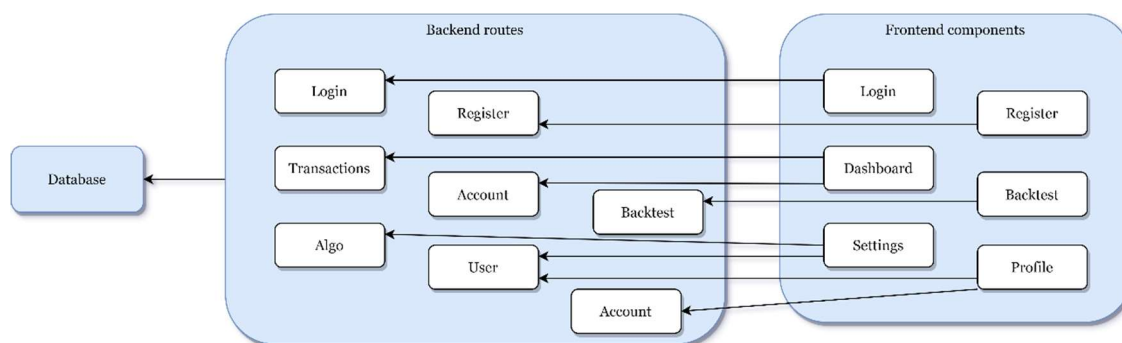 Backend routes
Frontend components
Login
Login
Register
Register
Database
Transactions
Dashboard
Account
Backtest
Backtest
Algo
Settings
User
Profile
Account